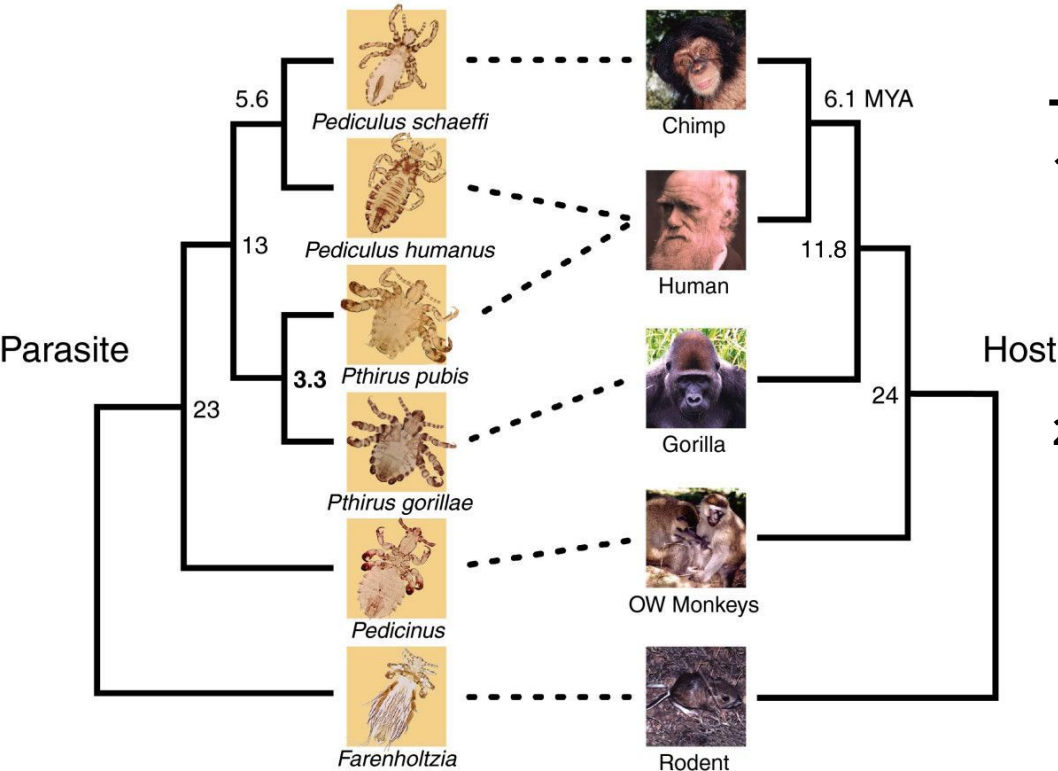 5.6
6.1 MYA
Pediculus schaeffi
Chimp
13
11.8
Pediculus humanus
Human
Parasite
Host
3.3
Pthirus pubis
23
24
Gorilla
Pthirus gorillae
OW Monkeys
Pedicinus
Farenholtzia
Rodent